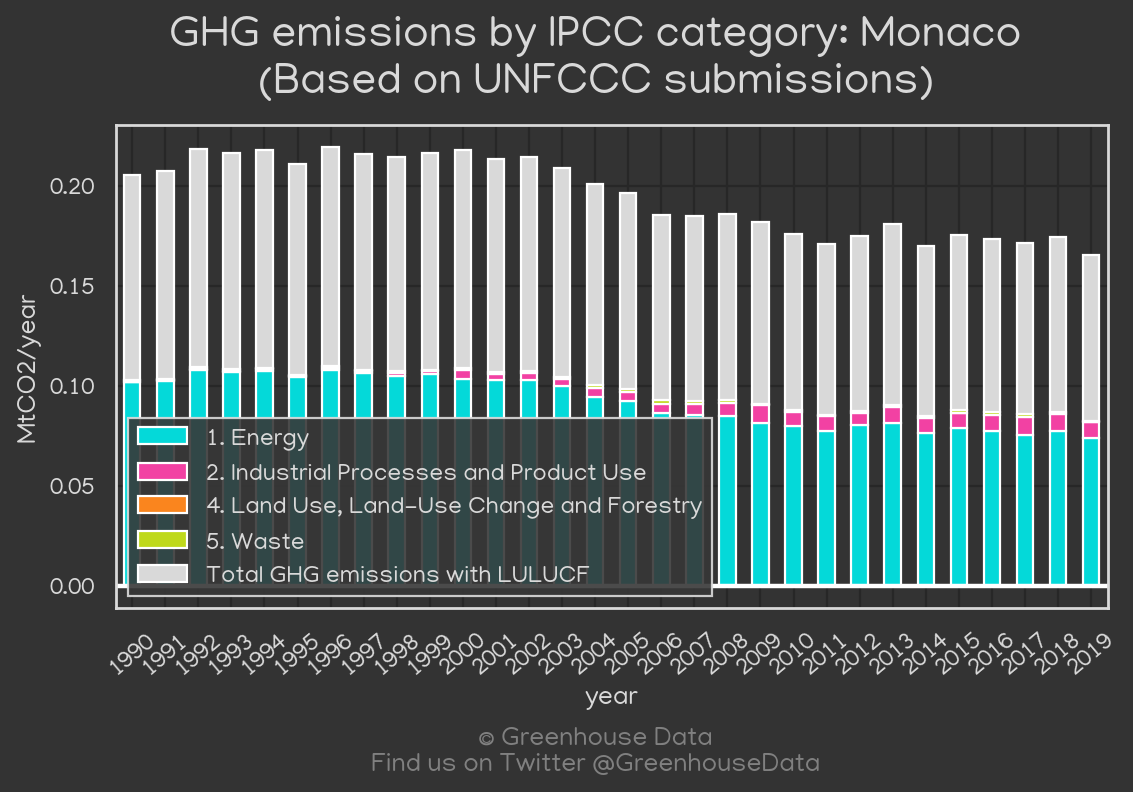 GHG emissions by IPCC category: Monaco
(Based on UNFCCC submissions)
MtCO2/year
0.20
0.15
0.10
0.05
0.00
1. Energy
2. Industrial Processes and Product Use
4. Land Use, Land-Use Change and Forestry
5. Waste
Total GHG emissions with LULUCF
1990 1991 1992 1993 1994 1995 1996 1997 1998 1999 2000 2001 2002 2003 2004 2005 2006 2007 2008 2009 2010 2011 2012 2013 2014 2015 2016 2017 2018 2019
year
© Greenhouse Data
Find us on Twitter @GreenhouseData